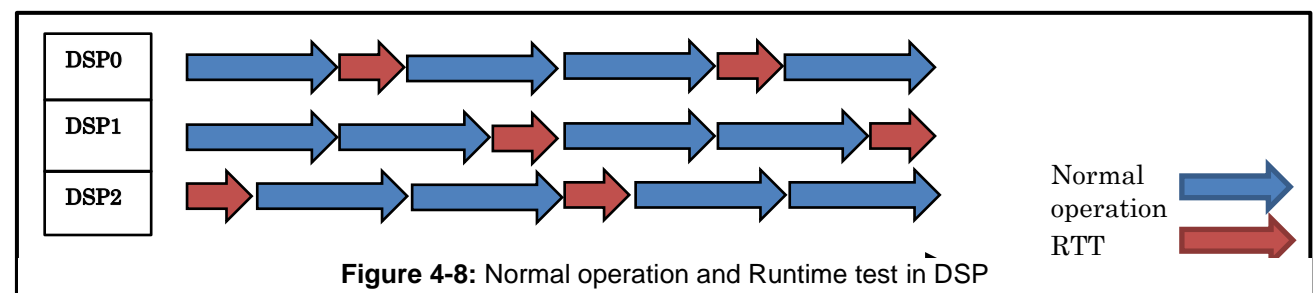 DSP0
DSP1
DSP2
Normal
operation
RTT
Figure 4-8: Normal operation and Runtime test in DSP